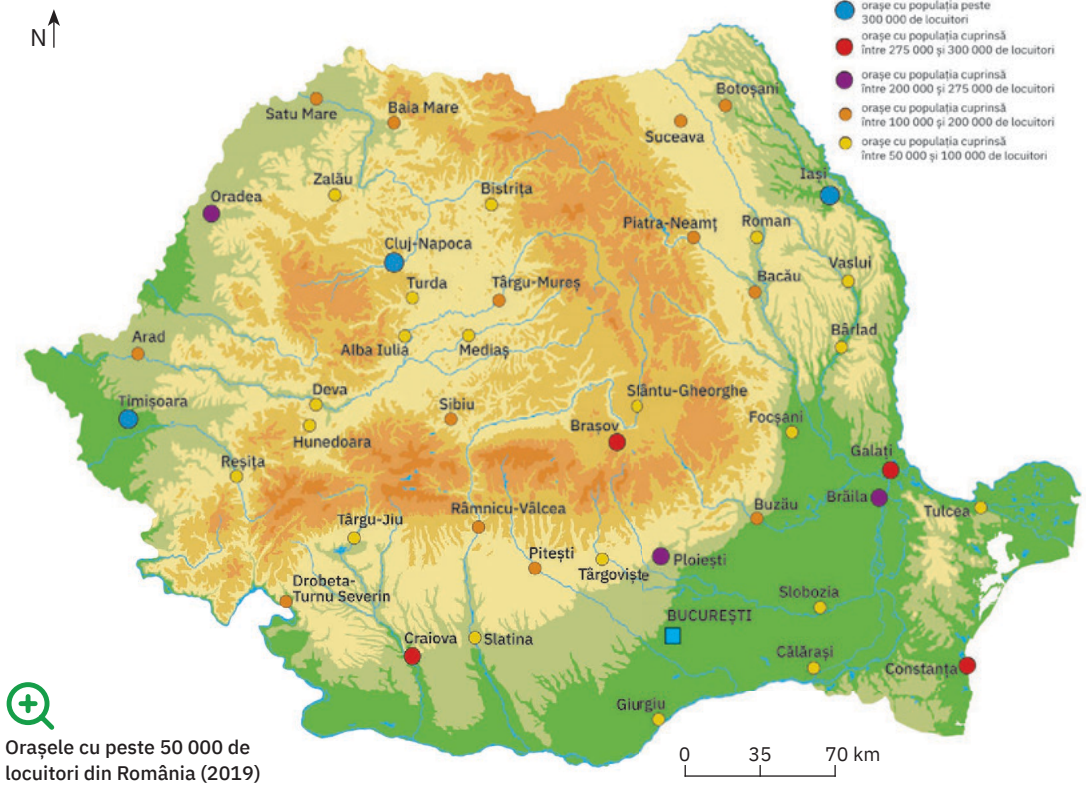 N
orașe cu populația peste
300 000 de locuitori
orașe cu populația cuprinsă
între 275 000 și 300 000 de locuitori
orașe cu populația cuprinsă
între 200 000 și 275 000 de locuitori
orașe cu populația cuprinsă
între 100 000 și 200 000 de locuitori
orașe cu populația cuprinsă
între 50 000 și 100 000 de locuitori
Satu Mare
Baia Mare
Botoșani
Suceava
Iași
Oradea
Zalău
Bistrița
Piatra-Neamț
Roman
Cluj-Napoca
Turda
Târgu-Mureș
Bacău
Vaslui
Arad
Alba Iulia
Mediaș
Bârlad
Timișoara
Deva
Hunedoara
Sibiu
Brașov
Sfântu-Gheorghe
Focșani
Galați
Reșița
Brăila
Tulcea
Târgu-Jiu
Râmnicu-Vâlcea
Buzău
Pitești
Târgoviște
Ploiești
Drobeta-
Turnu Severin
Slobozia
BUCUREȘTI
Craiova
Slatina
Călărași
Constanța
Giurgiu
0 35 70 km
Orașele cu peste 50 000 de
locuitori din România (2019)